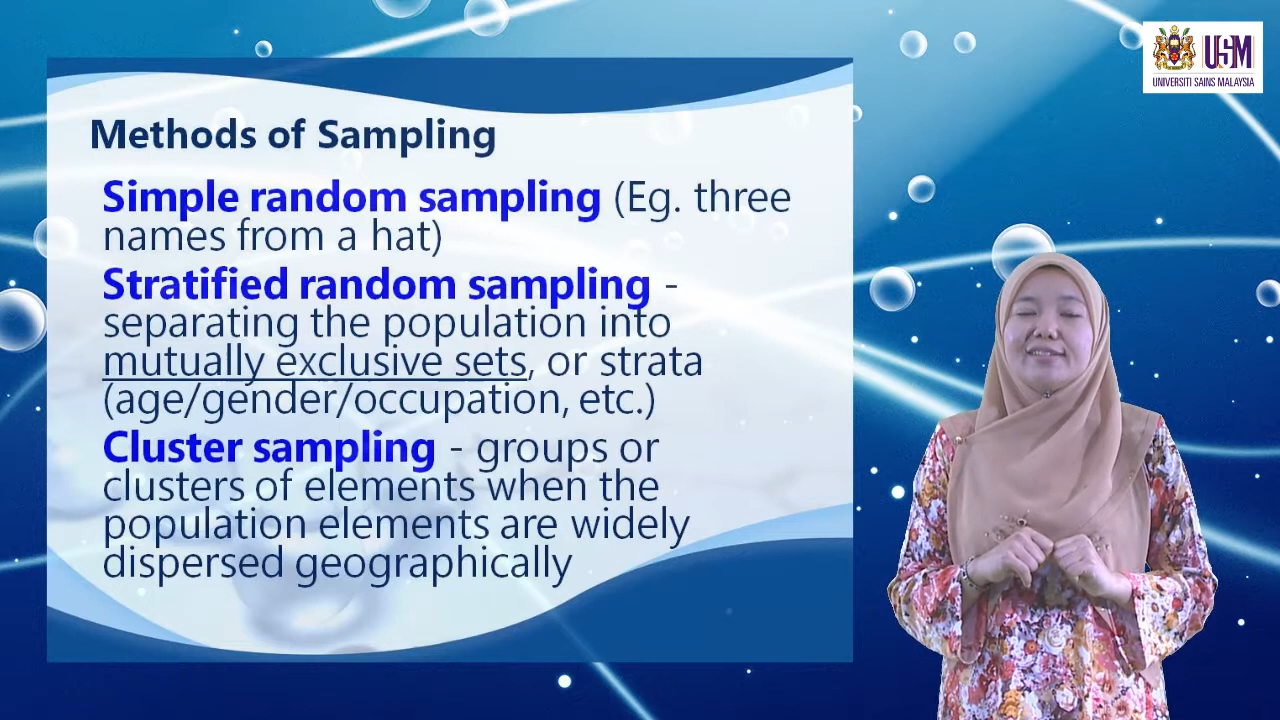 USM
UNIVERSITI SAINS MALAYSIA
Methods of Sampling
Simple random sampling (Eg. three
names from a hat)
Stratified random sampling -
separating the population into
mutually exclusive sets, or strata
(age/gender/occupation, etc.)
Cluster sampling - groups or
clusters of elements when the
population elements are widely
dispersed geographically